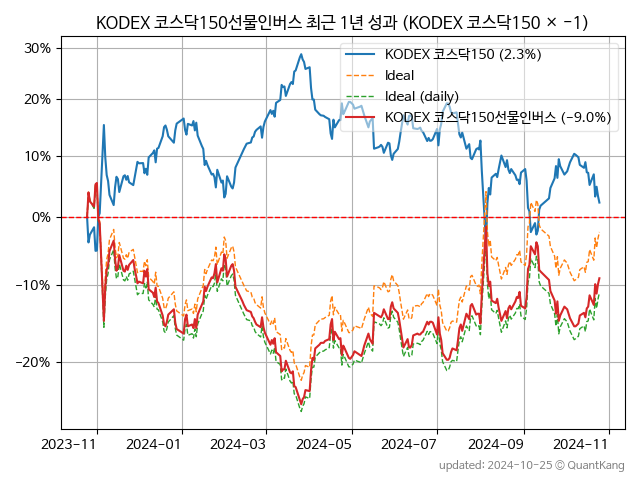 KODEX 코스닥150선물인버스 최근 1년 성과 (KODEX 코스닥150 × −1)
30%
20%
10%
0%
−10%
−20%
KODEX 코스닥150 (2.3%)
Ideal
Ideal (daily)
KODEX 코스닥150선물인버스 (−9.0%)
2023−11
2024−01
2024−03
2024−05
2024−07
2024−09
2024−11
updated: 2024-10-25 © QuantKang